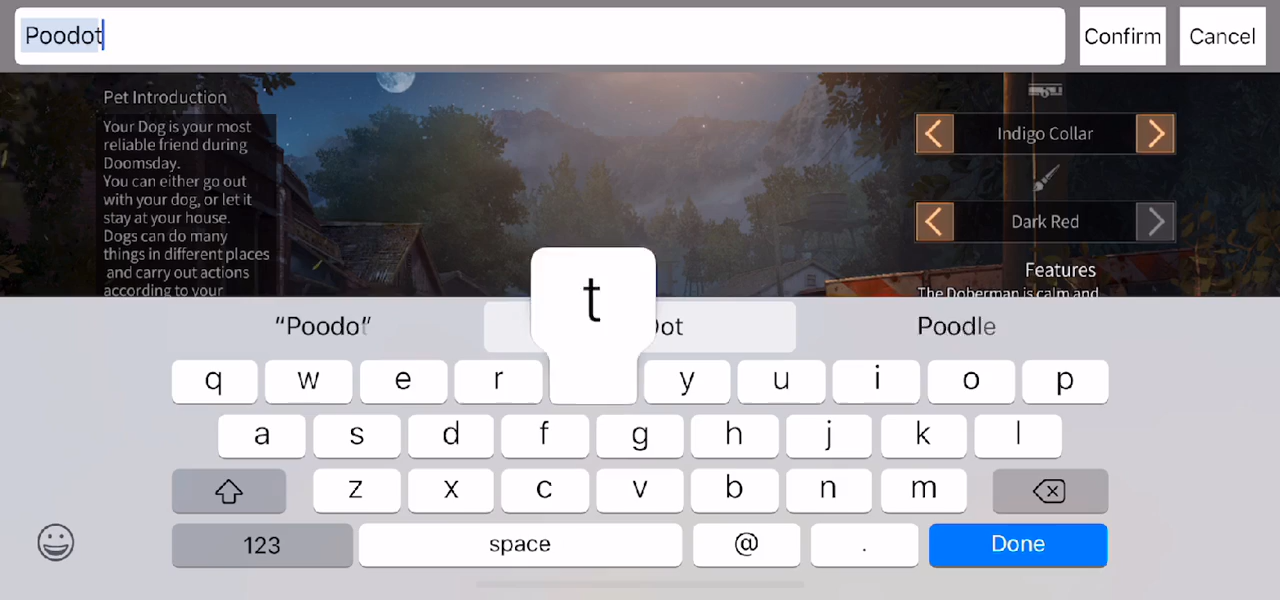 Poodot
Confirm
Cancel
Pet Introduction
Your Dog is your most
reliable friend during
Doomsday.
You can either go out
with your dog, or let it
stay at your house.
Dogs can do many
things in different places
and carry out actions
according to your
Indigo Collar
Dark Red
Features
The Doberman is calm and
t
“Poodot”
Dot
Poodle
q w e r y u i o p
a s d f g h j k l
z x c v b n m
123
space
@
.
Done